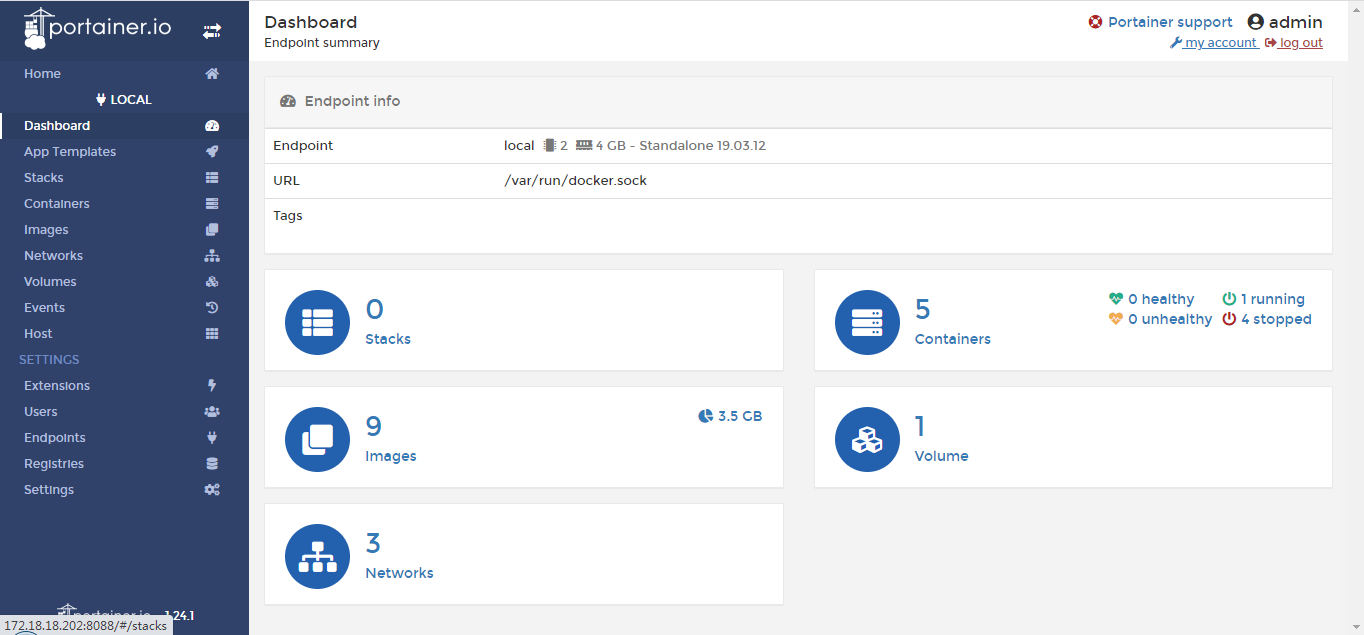 portainer.io
Dashboard
Endpoint summary
Portainer support
admin
my account
log out
Home
LOCAL
Dashboard
App Templates
Stacks
Containers
Images
Networks
Volumes
Events
Host
SETTINGS
Extensions
Users
Endpoints
Registries
Settings
Endpoint info
Endpoint
local 2 4 GB - Standalone 19.03.12
URL
/var/run/docker.sock
Tags
0
Stacks
5
Containers
0 healthy
1 running
0 unhealthy
4 stopped
9
Images
3.5 GB
1
Volume
3
Networks
portainer.io 1.24.1
172.18.18.202:8088/#/stacks